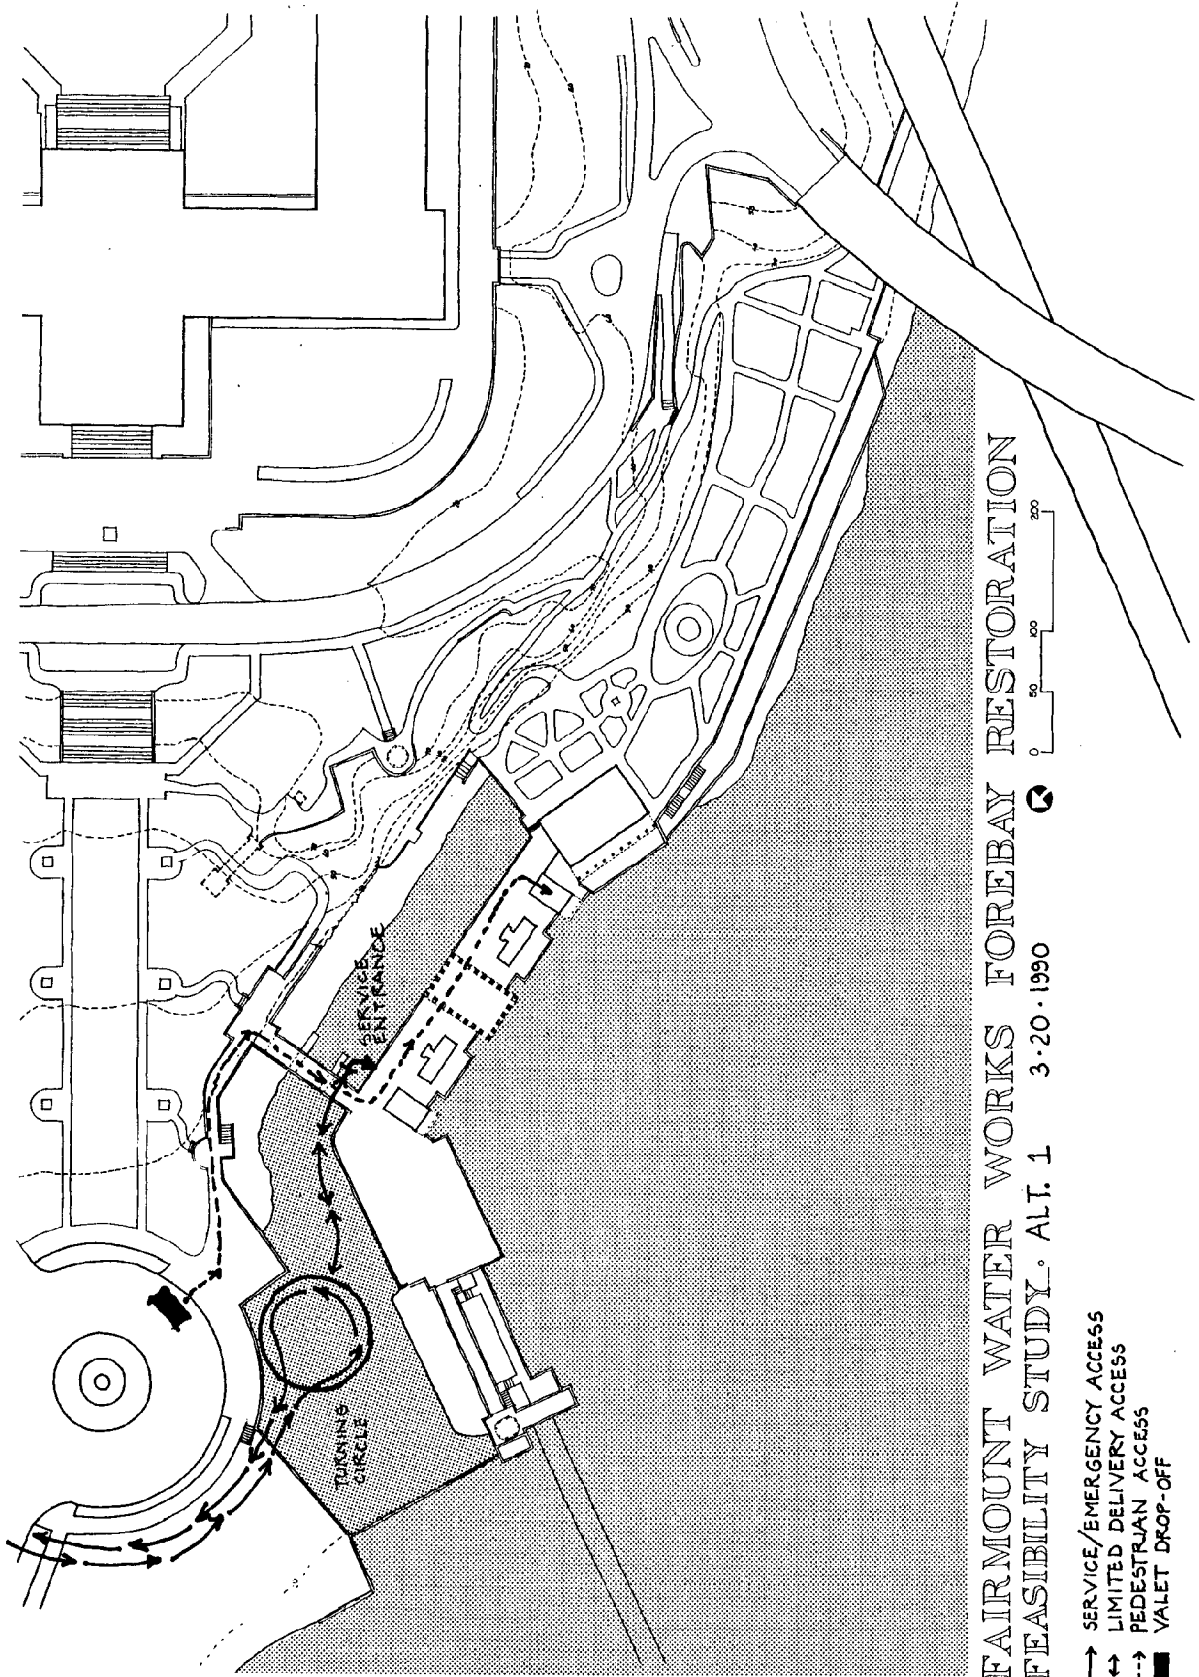 SERVICE
ENTRANCE
TURNING
CIRCLE
FAIRMOUNT WATER WORKS FOREBAY RESTORATION
FEASIBILITY STUDY. ALT. 1 3·20·1990
0 50 100 200
→ SERVICE/EMERGENCY ACCESS
↔ LIMITED DELIVERY ACCESS
--→ PEDESTRIAN ACCESS
■ VALET DROP-OFF